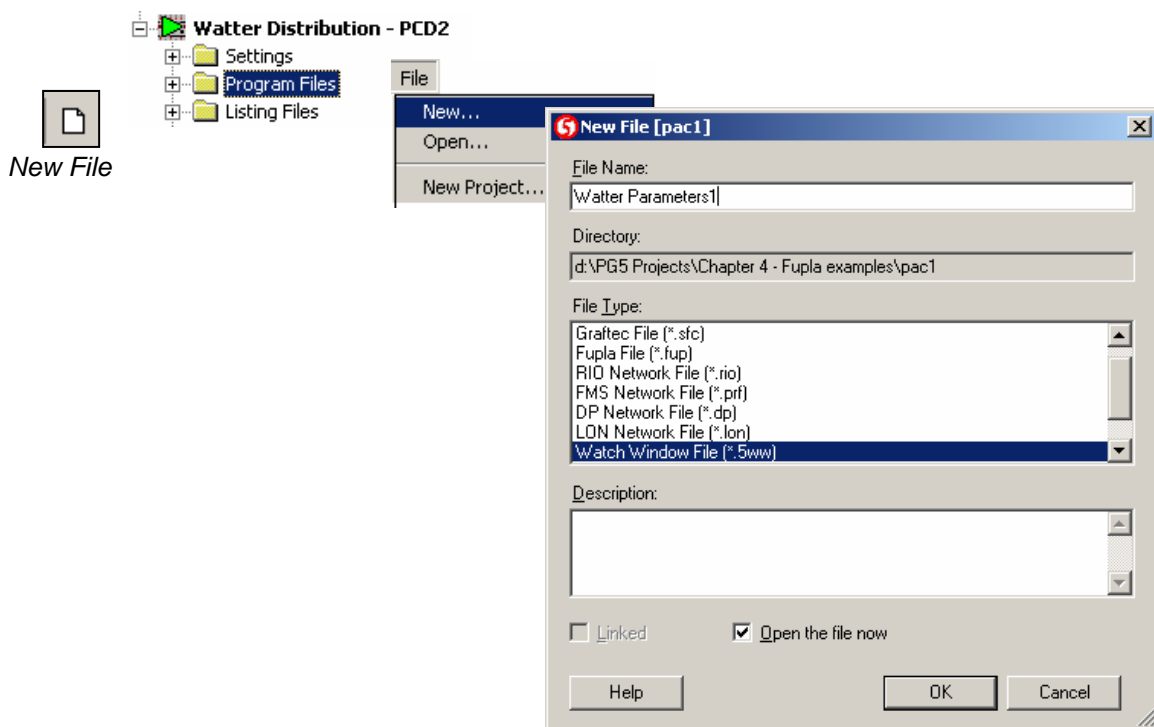 Watter Distribution - PCD2
Settings
Program Files
Listing Files
New File
File
New...
Open...
New Project...
New File [pac1]
File Name:
Watter Parameters1
Directory:
d:\PG5 Projects\Chapter 4 - Fupla examples\pac1
File Type:
Graftec File (*.sfc)
Fupla File (*.fup)
RIO Network File (*.rio)
FMS Network File (*.prf)
DP Network File (*.dp)
LON Network File (*.lon)
Watch Window File (*.5ww)
Description:
Linked
Open the file now
Help
OK
Cancel